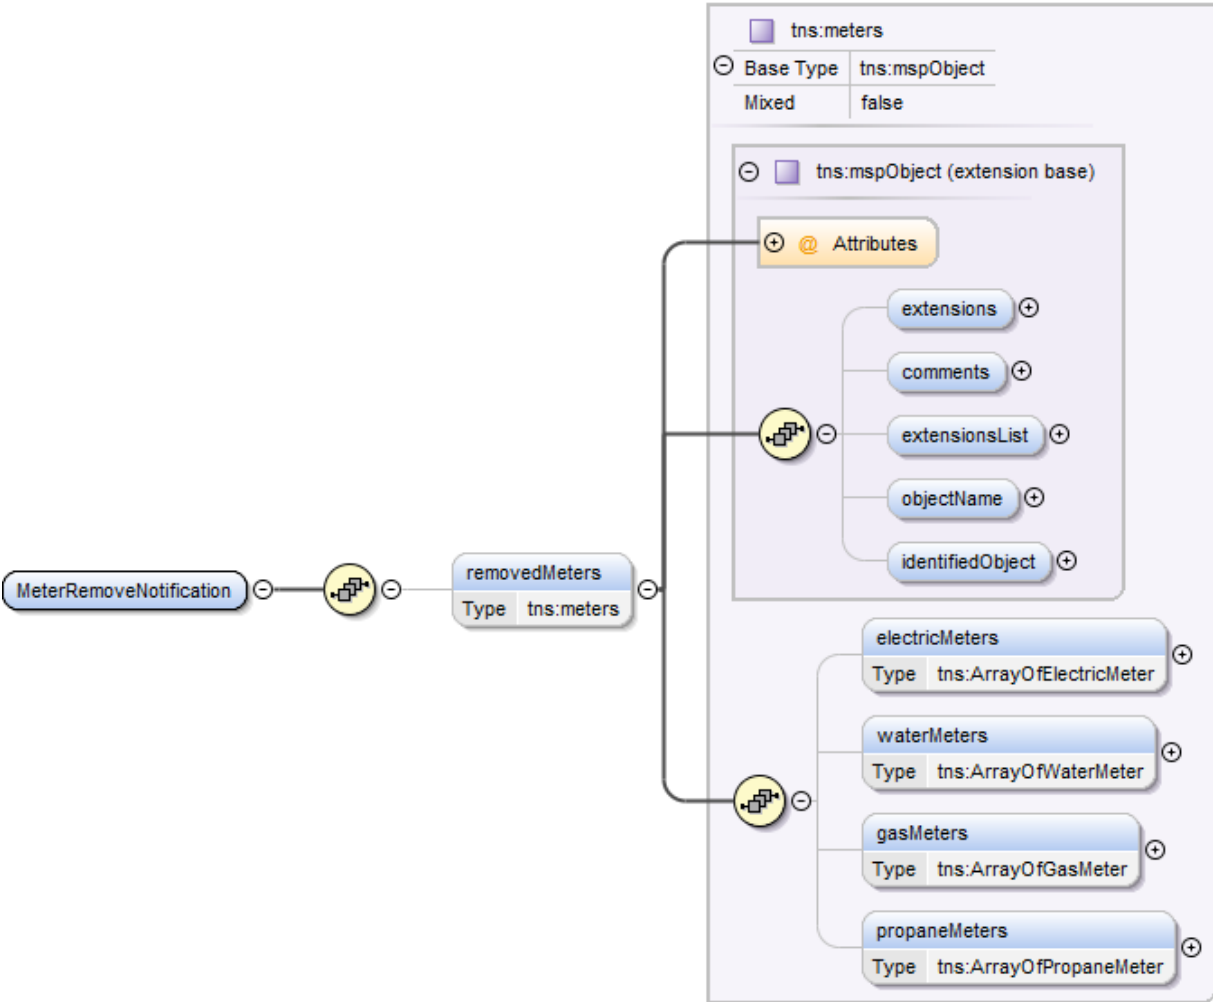 tns:meters
Base Type tns:mspObject
Mixed false
tns:mspObject (extension base)
@ Attributes
extensions
comments
extensionsList
objectName
identifiedObject
MeterRemoveNotification
removedMeters
Type tns:meters
electricMeters
Type tns:ArrayOfElectricMeter
waterMeters
Type tns:ArrayOfWaterMeter
gasMeters
Type tns:ArrayOfGasMeter
propaneMeters
Type tns:ArrayOfPropaneMeter